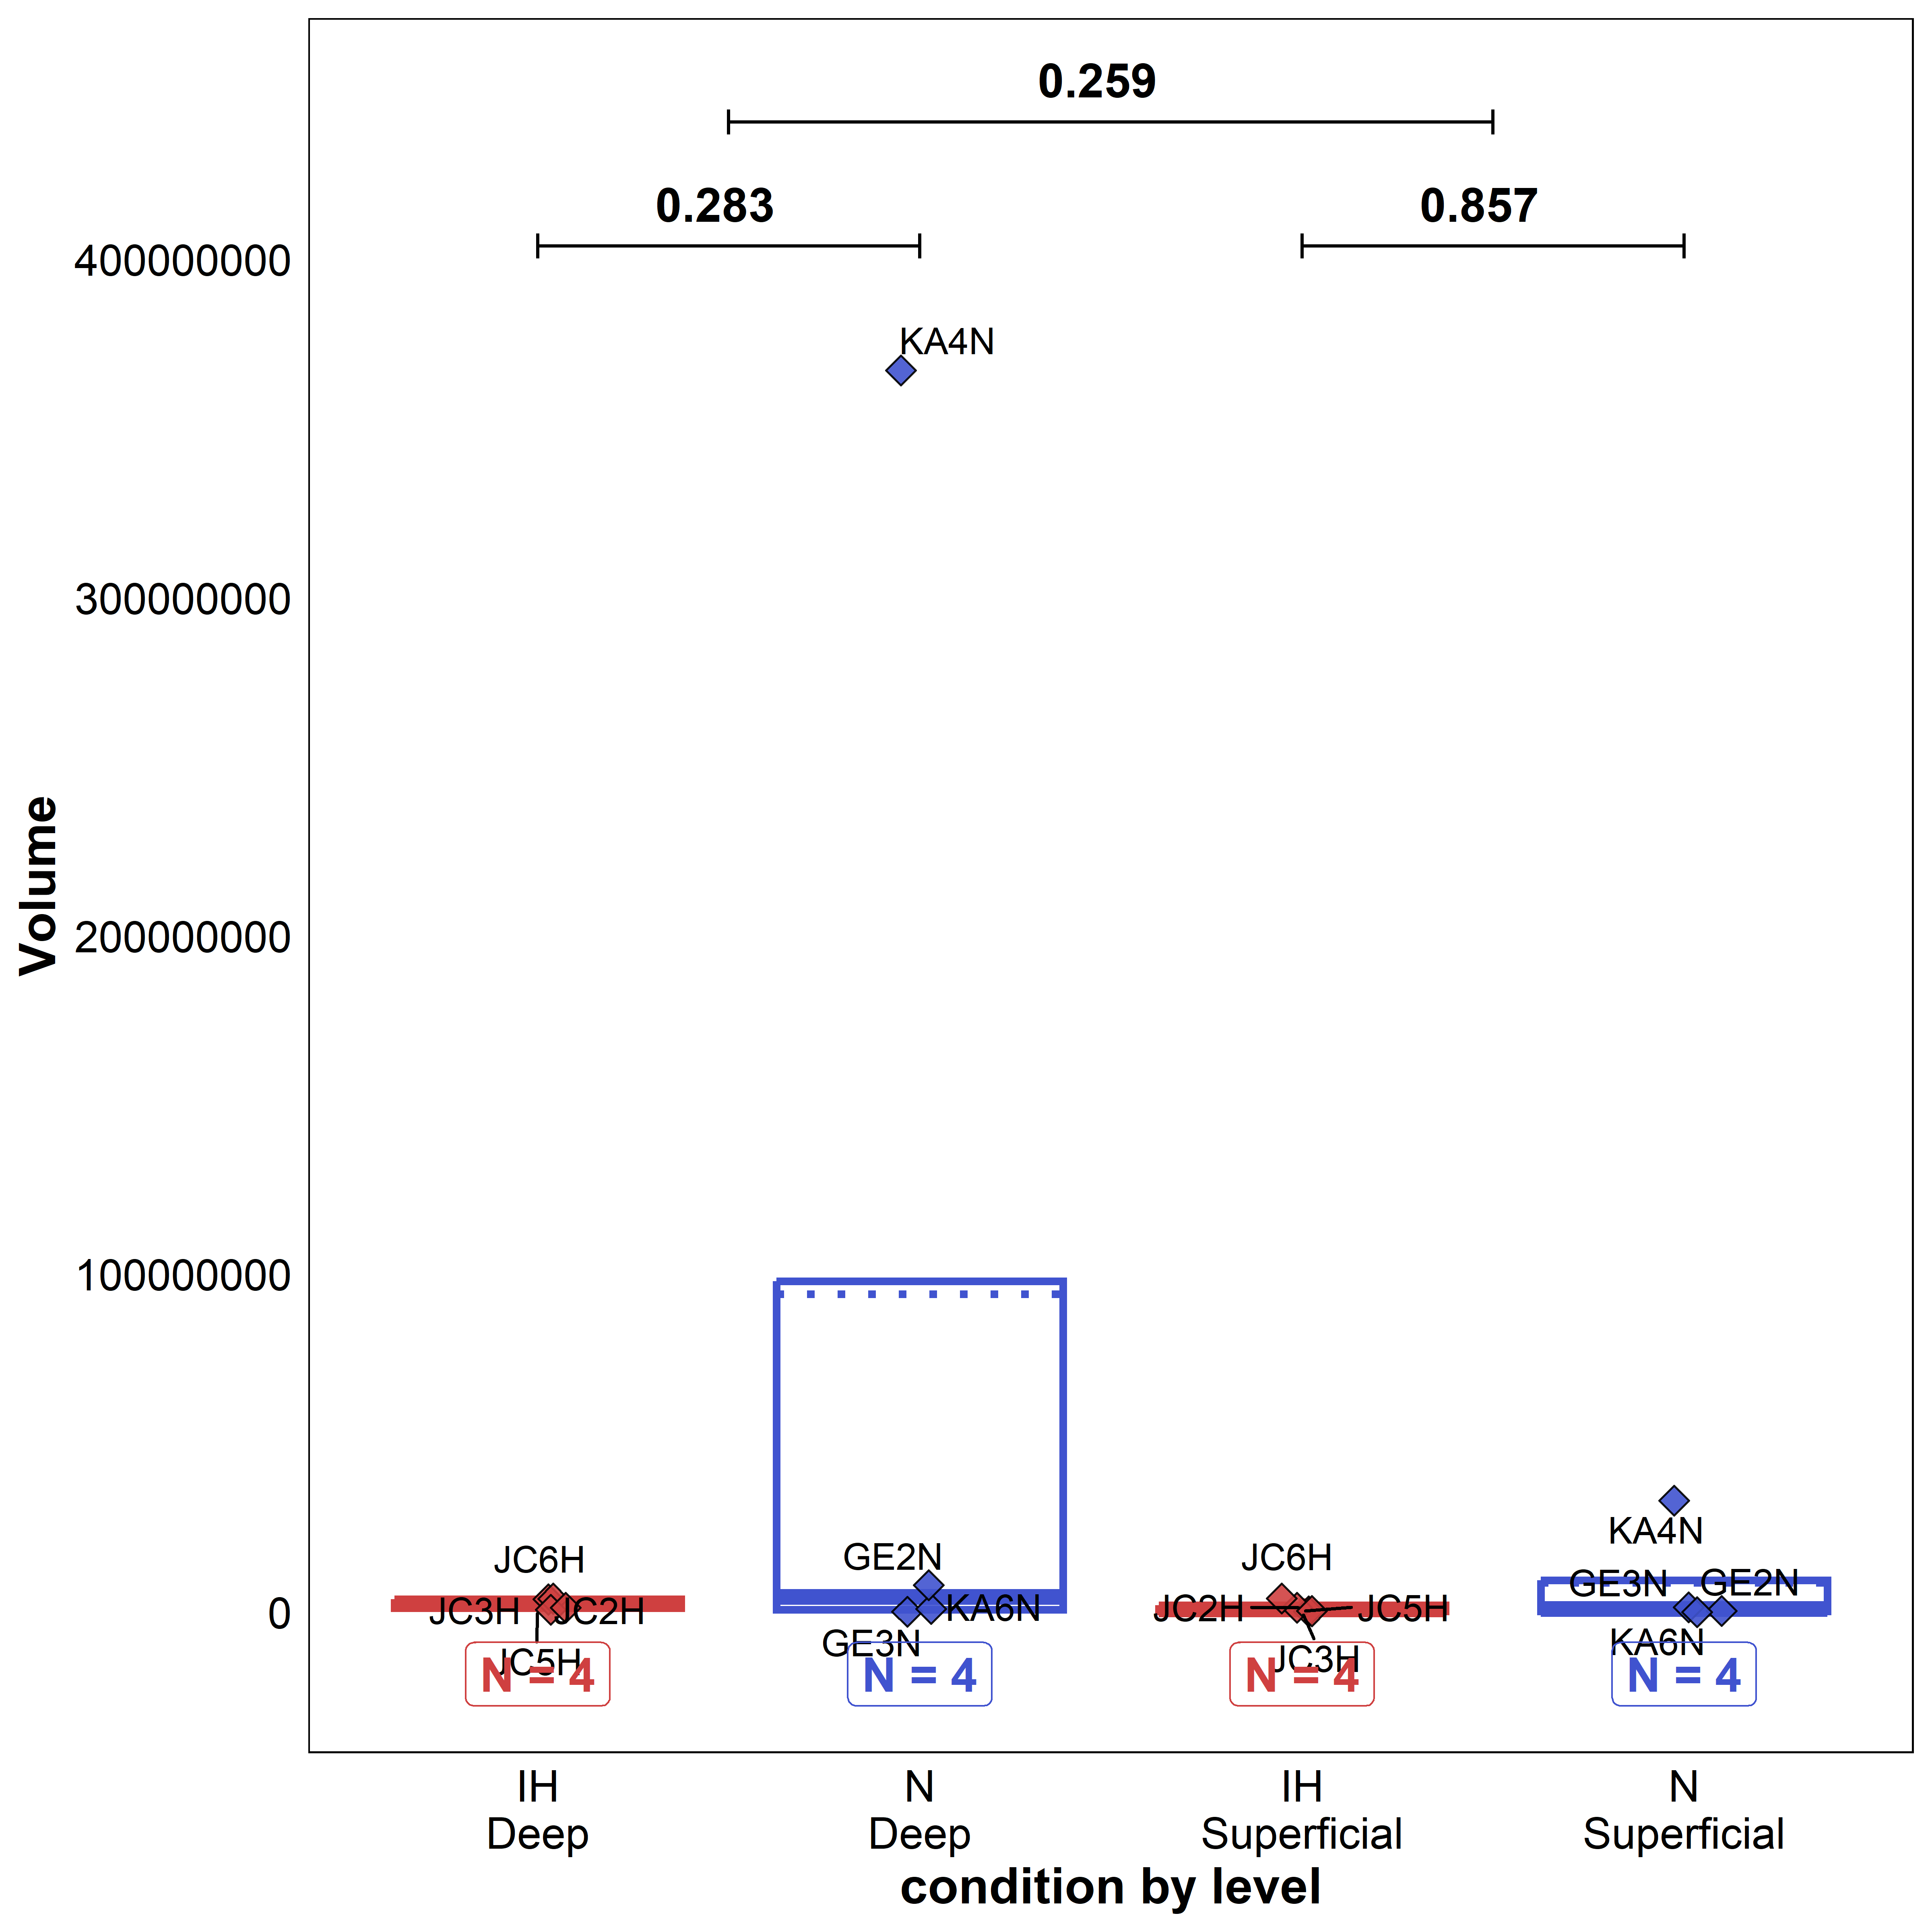 0.259
0.283
0.857
400000000
KA4N
300000000
Volume
200000000
100000000
GE2N
JC6H
JC6H
KA4N
GE3N
GE2N
0
JC3H
JC2H
KA6N
JC2H
JC5H
GE3N
KA6N
JC5H
JC3H
N = 4
N = 4
N = 4
N = 4
IH
Deep
N
Deep
IH
Superficial
N
Superficial
condition by level